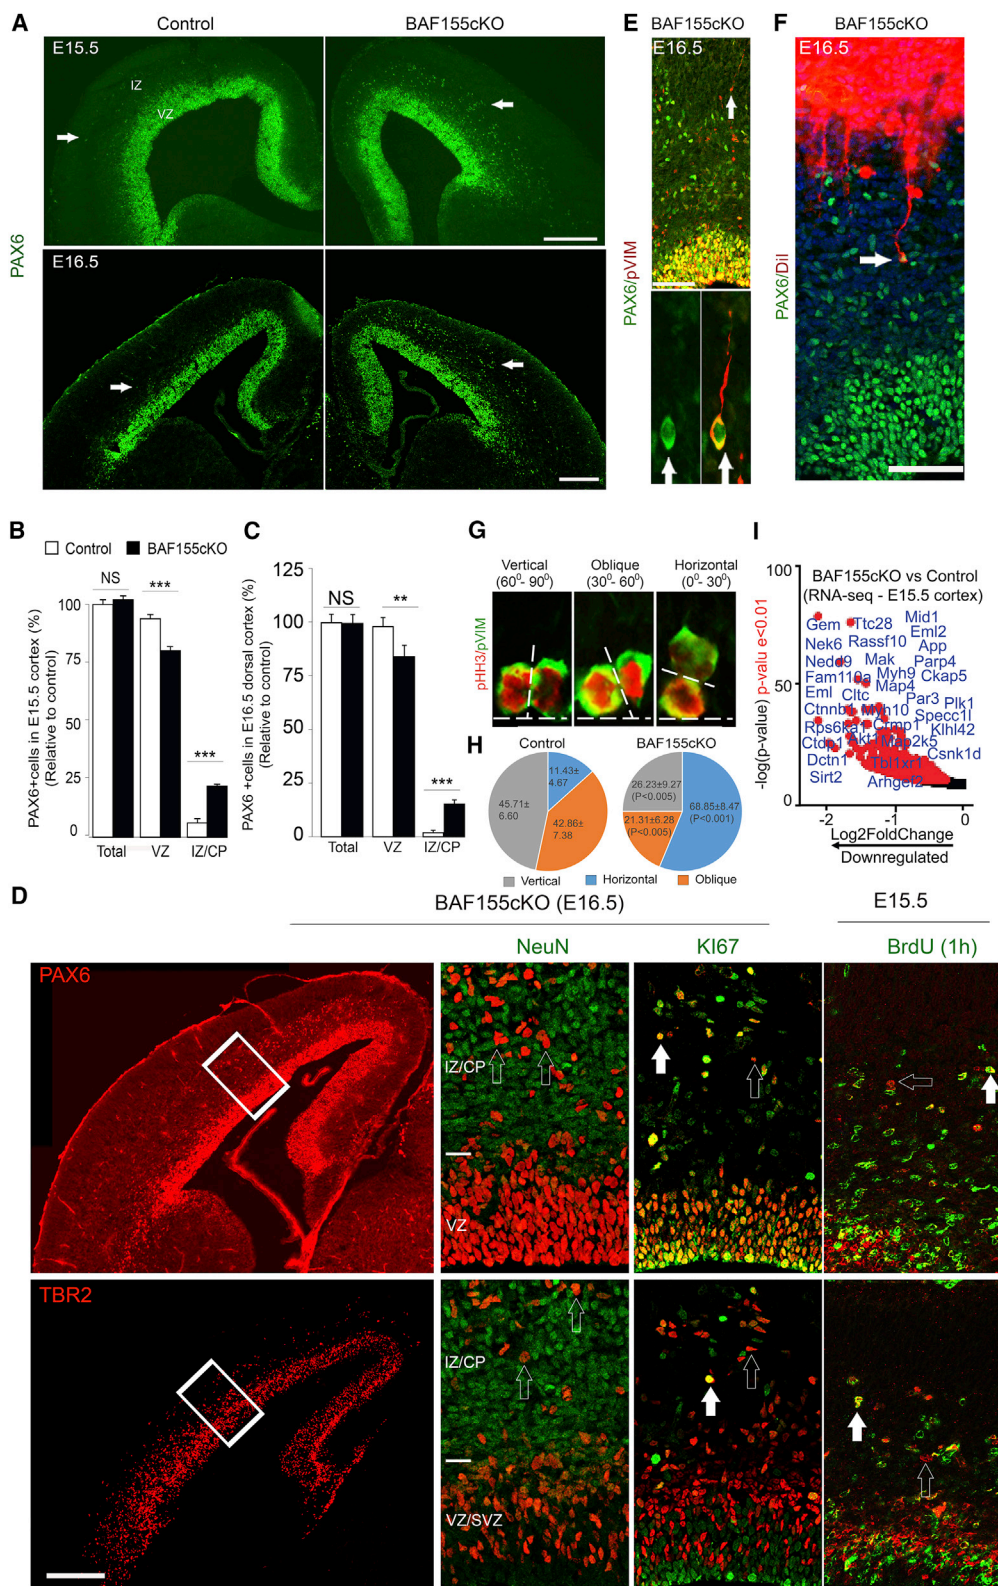 A
Control
BAF155cKO
E15.5
IZ
VZ
E16.5
PAX6
E
BAF155cKO
E16.5
PAX6/pVIM
F
BAF155cKO
E16.5
PAX6/DiI
B
Control
BAF155cKO
NS
***
***
100
75
50
25
0
Total
VZ
IZ/CP
PAX6+cells in E15.5 cortex (%)
(Relative to control)
C
125
100
75
50
25
0
NS
**
***
Total
VZ
IZ/CP
PAX6 +cells in E16.5 dorsal cortex (%)
(Relative to control)
G
Vertical
(60⁰- 90⁰)
Oblique
(30⁰- 60⁰)
Horizontal
(0⁰- 30⁰)
pHH3/pVIM
H
Control
BAF155cKO
11.43±
4.67
45.71±
6.60
42.86±
7.38
26.23±9.27
(P<0.005)
68.85±8.47
(P<0.001)
21.31±6.28
(P<0.005)
Vertical
Horizontal
Oblique
I
BAF155cKO vs Control
(RNA-seq - E15.5 cortex)
-log(p-value) p-valu e<0.01
100
50
0
Gem
Ttc28
Mid1
Eml2
Nek6
Rassf10
App
Nedd9
Mak
Parp4
Fam110a
Myh9
Ckap5
Eml
Cltc
Map4
Par3
Plk1
Ctnnb1
Myh10
Specc1l
Rps6ka1
Crmp1
Klhl42
Ctdp1
Akt1
Map2k5
Csnk1d
Dctn1
Tbl1xr1
Sirt2
Arhgef2
-2
-1
0
Log2FoldChange
Downregulated
D
BAF155cKO (E16.5)
E15.5
NeuN
KI67
BrdU (1h)
PAX6
IZ/CP
VZ
TBR2
IZ/CP
VZ/SVZ